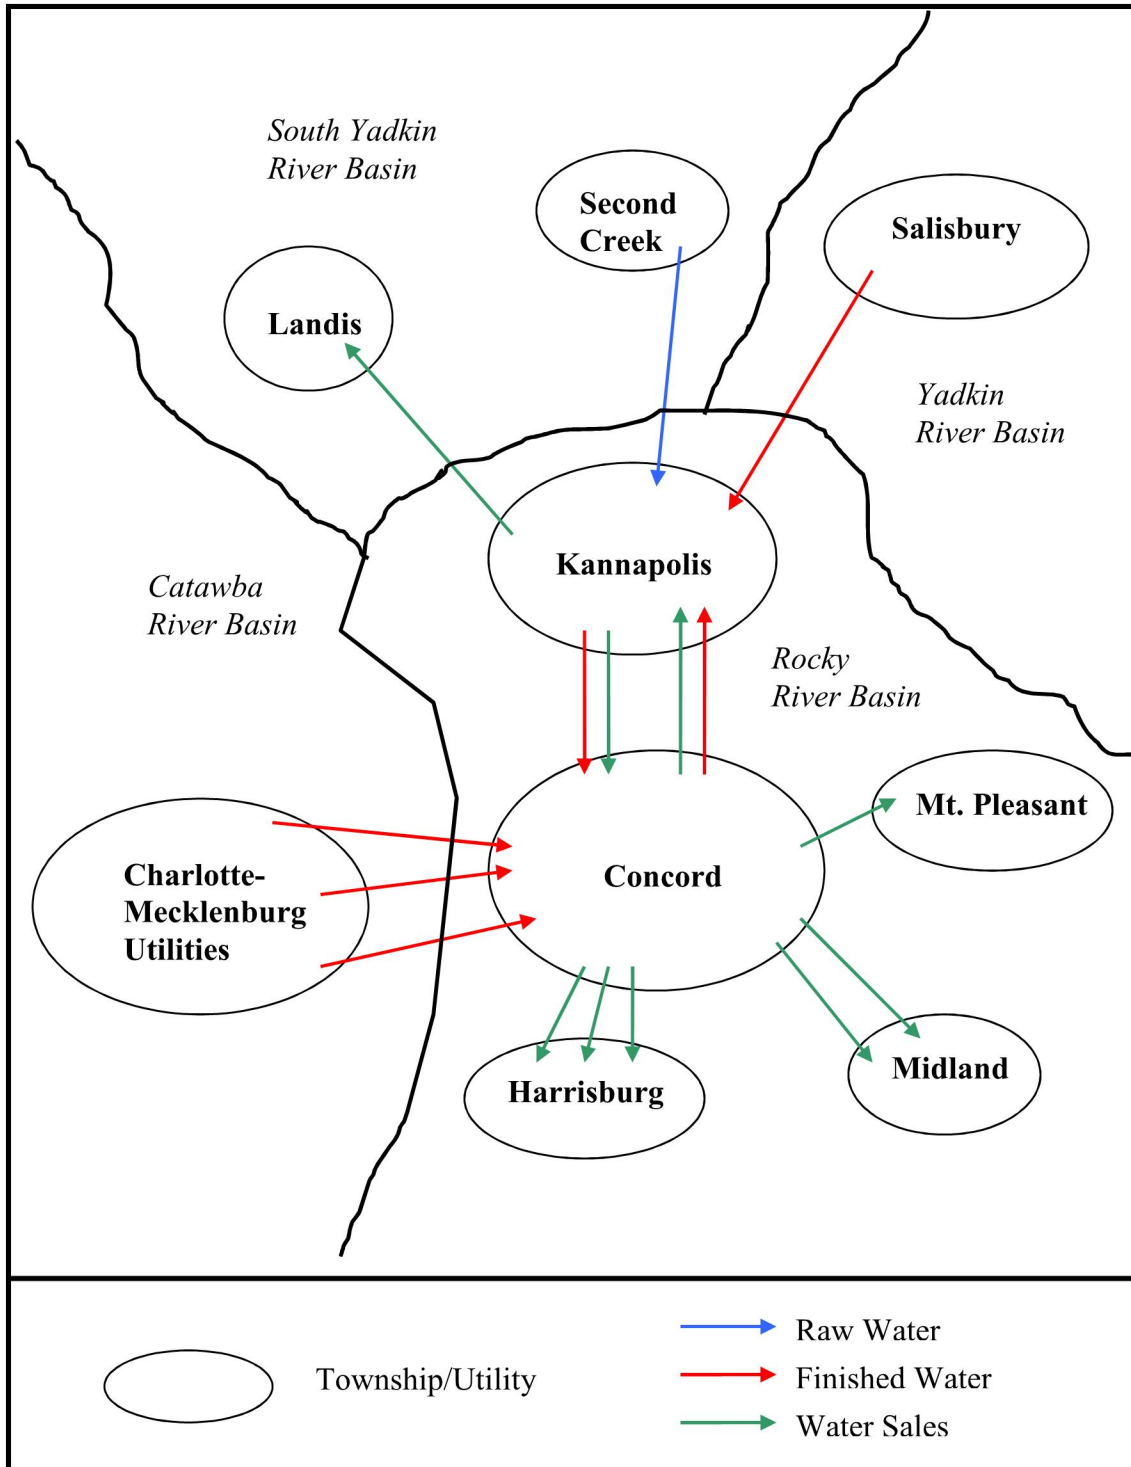 South Yadkin
River Basin
Second
Creek
Salisbury
Landis
Yadkin
River Basin
Kannapolis
Catawba
River Basin
Rocky
River Basin
Mt. Pleasant
Charlotte-
Mecklenburg
Utilities
Concord
Harrisburg
Midland
Township/Utility
Raw Water
Finished Water
Water Sales